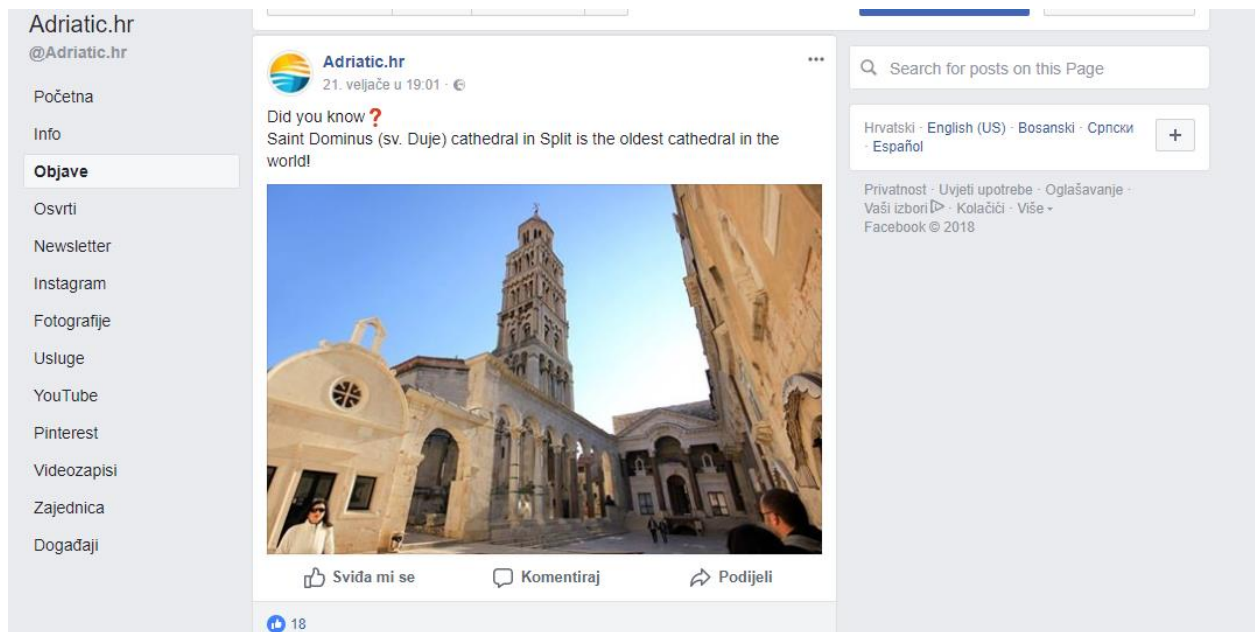 Adriatic.hr
@Adriatic.hr
Početna
Info
Objave
Osvrti
Newsletter
Instagram
Fotografije
Usluge
YouTube
Pinterest
Videozapisi
Zajednica
Događaji
Adriatic.hr
21. veljače u 19:01 ·
Did you know❓
Saint Dominus (sv. Duje) cathedral in Split is the oldest cathedral in the
world!
Sviđa mi se Komentiraj Podijeli
18
Search for posts on this Page
Hrvatski · English (US) · Bosanski · Српски
· Español
Privatnost · Uvjeti upotrebe · Oglašavanje ·
Vaši izbori · Kolačići · Više
Facebook © 2018